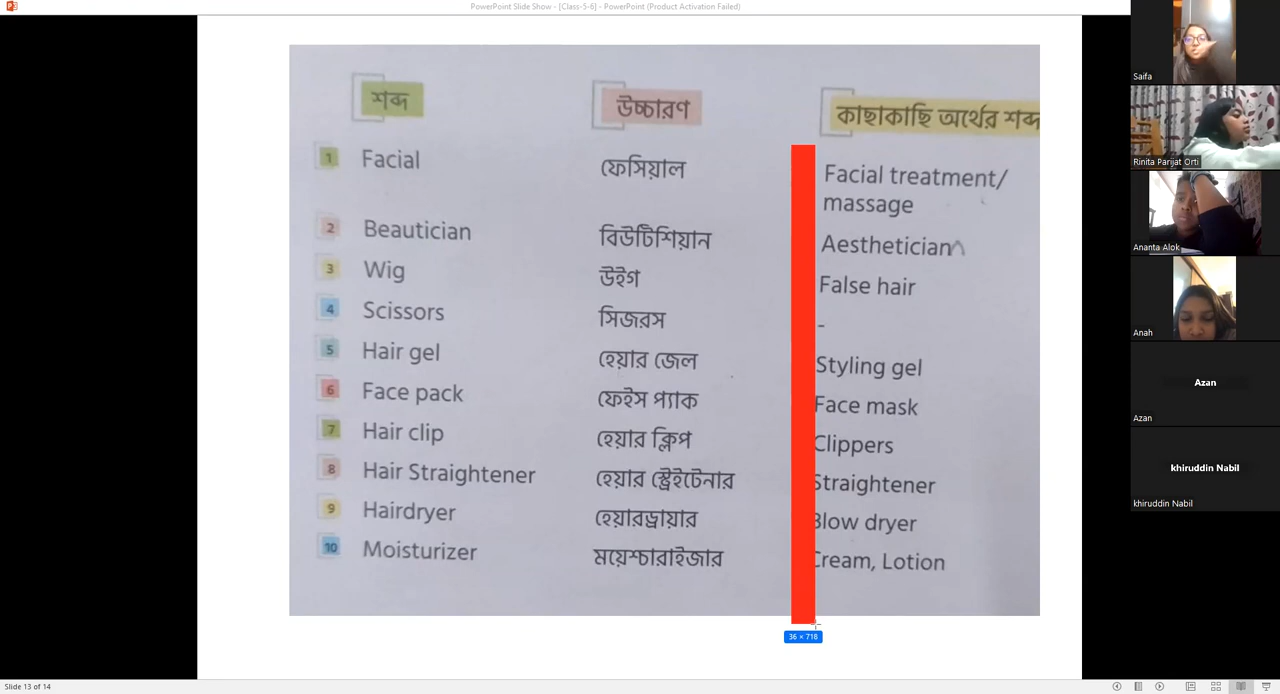 PowerPoint Slide Show - [Class-5-6] - PowerPoint (Product Activation Failed)
শব্দ
উচ্চারণ
কাছাকাছি অর্থের শব্দ
1 Facial ফেসিয়াল Facial treatment/
massage
2 Beautician বিউটিশিয়ান Aesthetician
3 Wig উইগ False hair
4 Scissors সিজরস -
5 Hair gel হেয়ার জেল Styling gel
6 Face pack ফেইস প্যাক Face mask
7 Hair clip হেয়ার ক্লিপ Clippers
8 Hair Straightener হেয়ার স্ট্রেইটেনার Straightener
9 Hairdryer হেয়ারড্রায়ার Blow dryer
10 Moisturizer ময়েশ্চারাইজার Cream, Lotion
36 × 718
Saifa
Rinita Parijat Orti
Ananta Alok
Anah
Azan
Azan
khiruddin Nabil
khiruddin Nabil
Slide 13 of 14